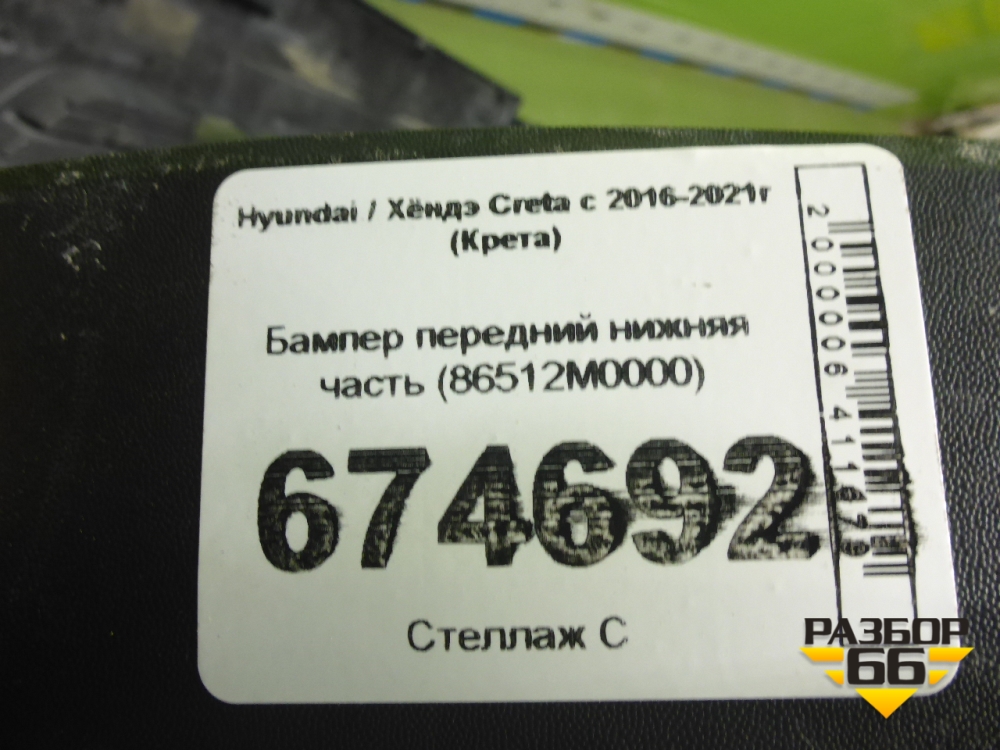 Hyundai / Хёндэ Creta с 2016-2021г
(Крета)
Бампер передний нижняя
часть (86512M0000)
674692
Стеллаж С
РАЗБОР
66